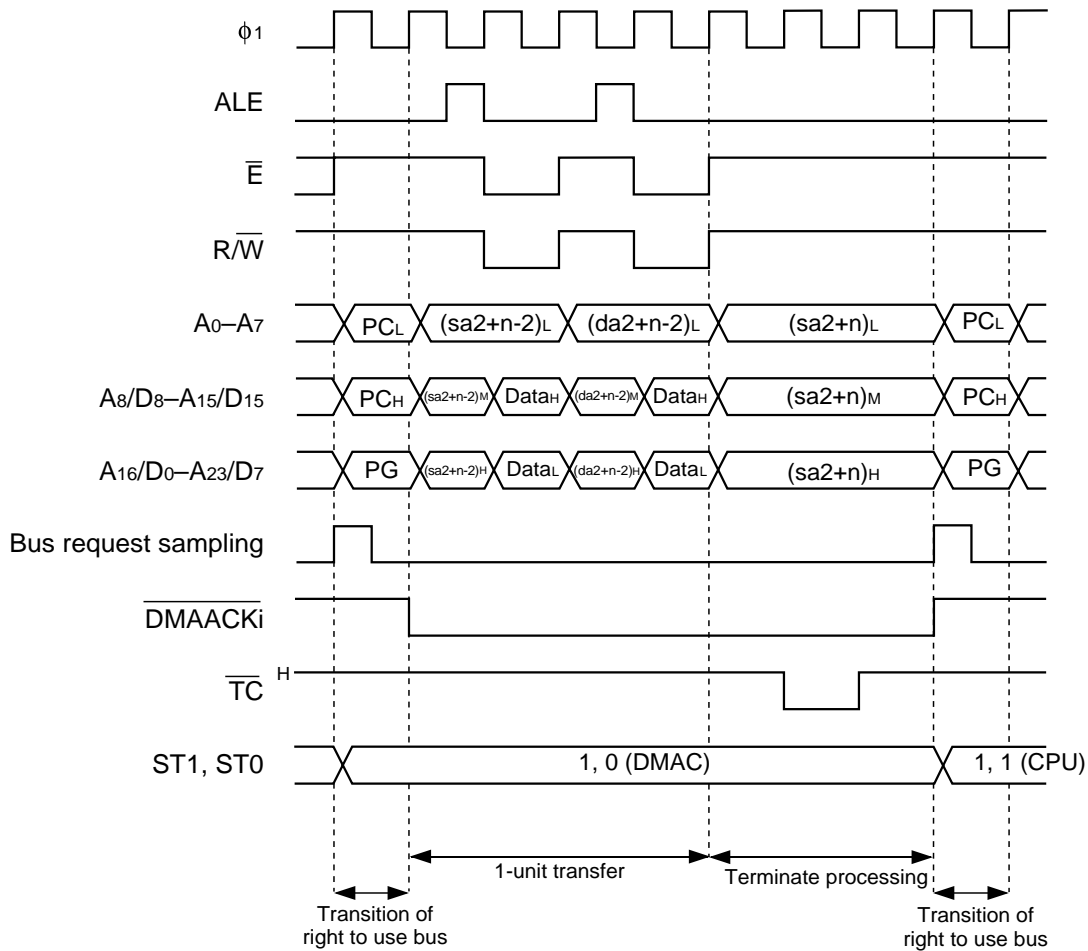 ϕ1
ALE
E
R/W
A0–A7
PCL
(sa2+n-2)L
(da2+n-2)L
(sa2+n)L
PCL
A8/D8–A15/D15
PCH
(sa2+n-2)M
DataH
(da2+n-2)M
DataH
(sa2+n)M
PCH
A16/D0–A23/D7
PG
(sa2+n-2)H
DataL
(da2+n-2)H
DataL
(sa2+n)H
PG
Bus request sampling
DMAACKi
TC
H
ST1, ST0
1, 0 (DMAC)
1, 1 (CPU)
1-unit transfer
Terminate processing
Transition of
right to use bus
Transition of
right to use bus